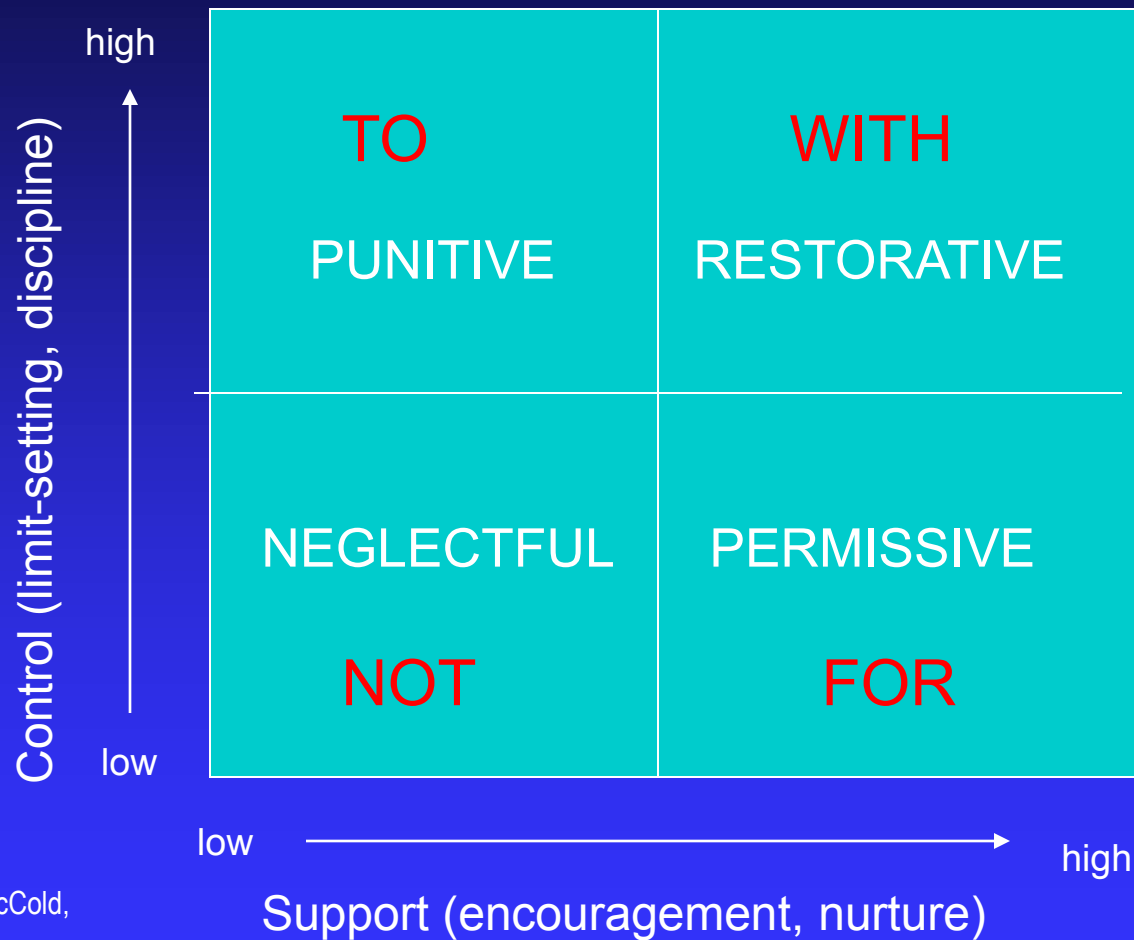 high
Control (limit-setting, discipline)
TO
WITH
PUNITIVE
RESTORATIVE
NEGLECTFUL
PERMISSIVE
NOT
FOR
low
low
high
cCold,
Support (encouragement, nurture)